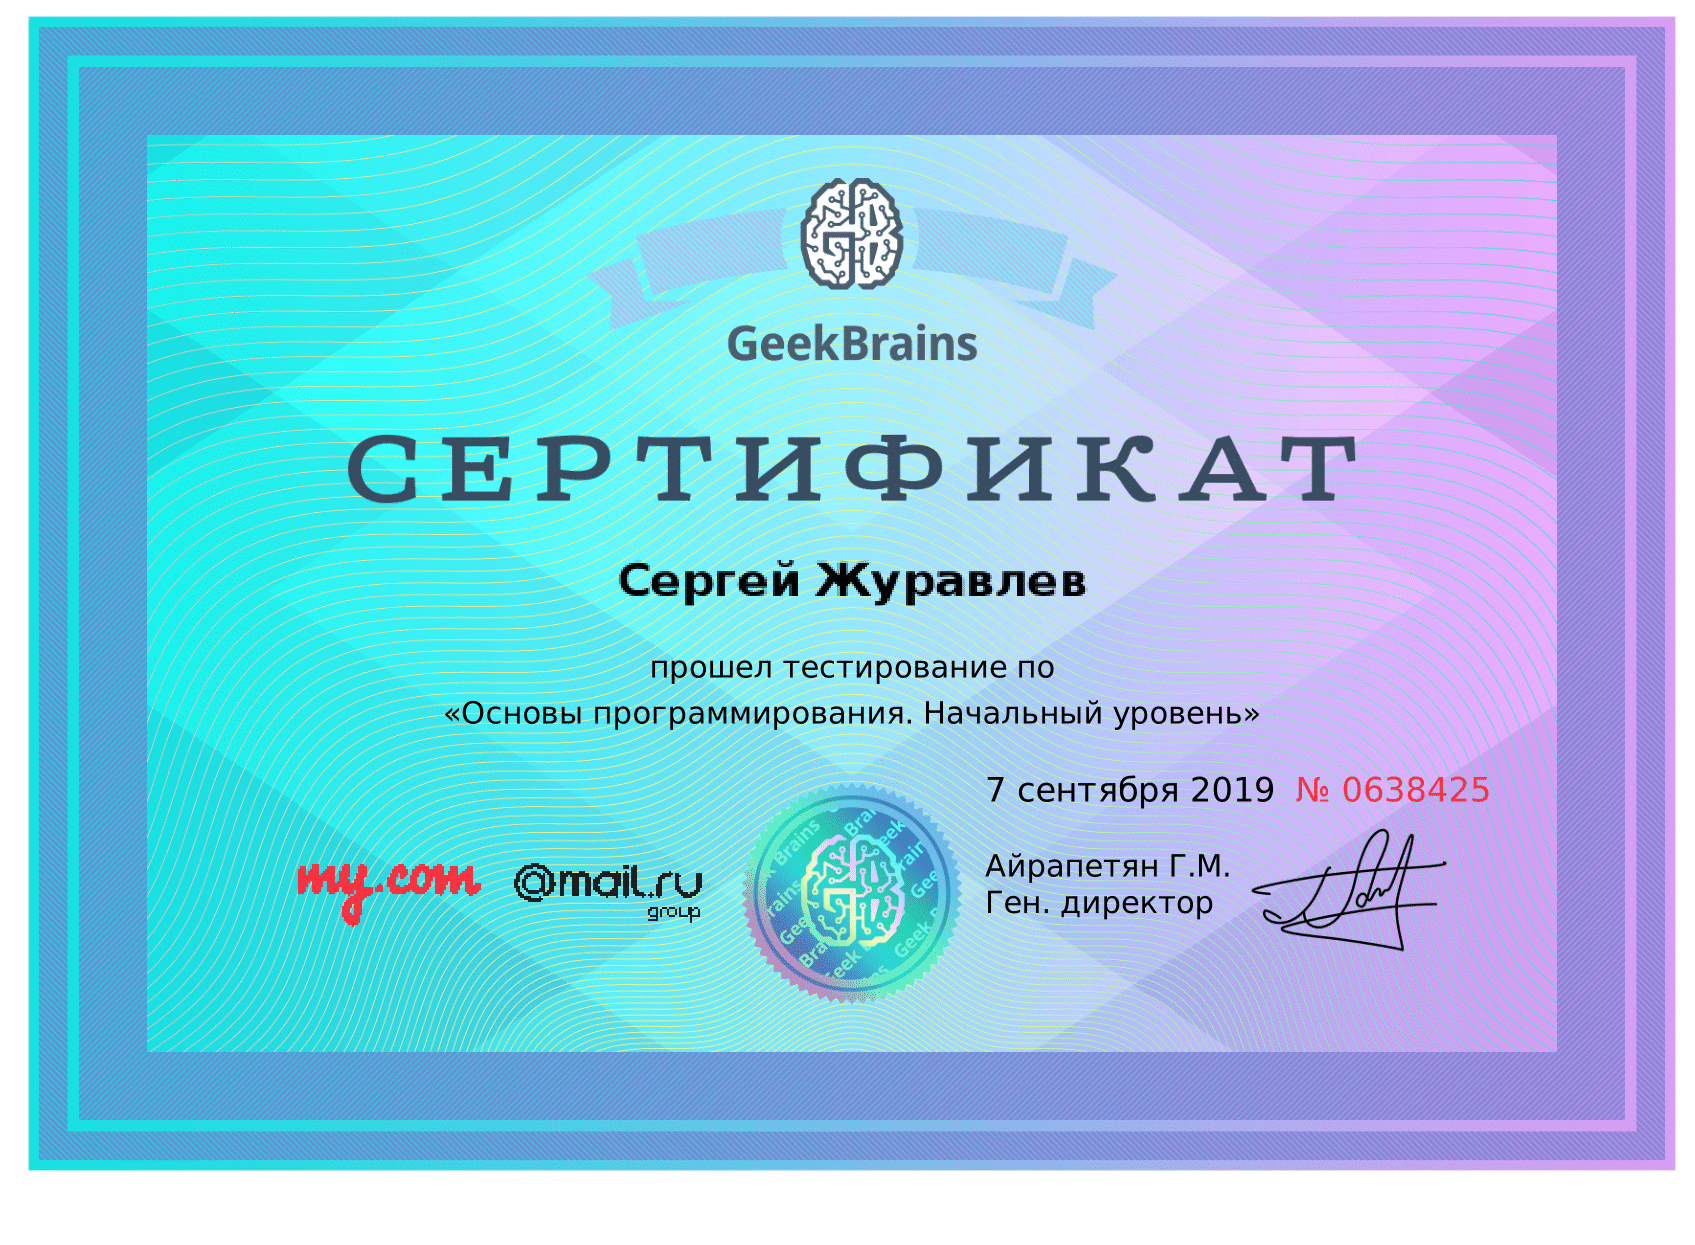 GeekBrains
СЕРТИФИКАТ
Сергей Журавлев
прошел тестирование по
«Основы программирования. Начальный уровень»
7 сентября 2019 № 0638425
Айрапетян Г.М.
Ген. директор
my.com @mail.ru
group